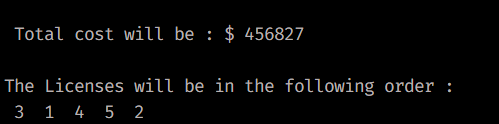 Total cost will be : $ 456827
The Licenses will be in the following order :
3 1 4 5 2